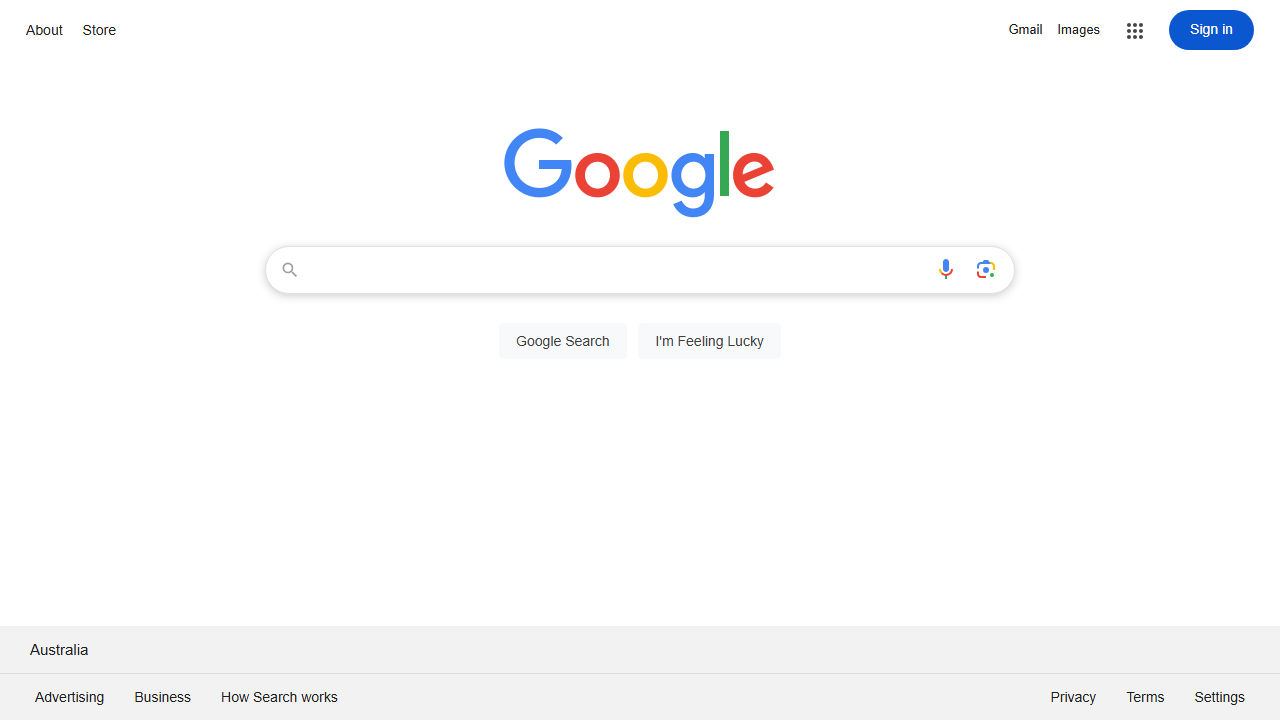 About Store Gmail Images Sign in
Google
Google Search I'm Feeling Lucky
Australia
Advertising Business How Search works Privacy Terms Settings